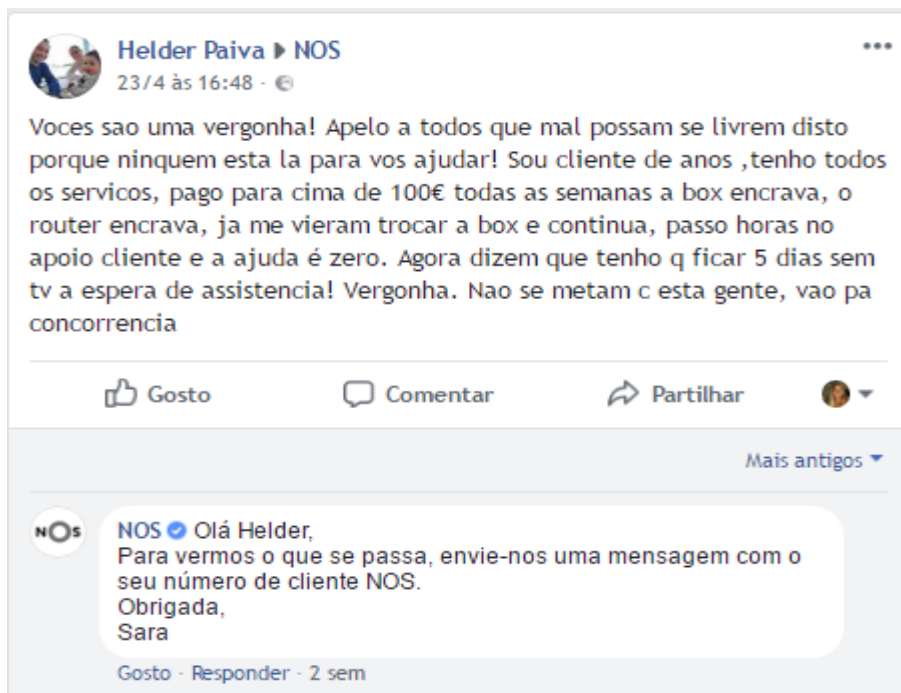 Helder Paiva ▶ NOS
23/4 às 16:48 ·
Voces sao uma vergonha! Apelo a todos que mal possam se livrem disto
porque ninquem esta la para vos ajudar! Sou cliente de anos ,tenho todos
os servicos, pago para cima de 100€ todas as semanas a box encrava, o
router encrava, ja me vieram trocar a box e continua, passo horas no
apoio cliente e a ajuda é zero. Agora dizem que tenho q ficar 5 dias sem
tv a espera de assistencia! Vergonha. Nao se metam c esta gente, vao pa
concorrencia
Gosto Comentar Partilhar
Mais antigos
NOS
NOS Olá Helder,
Para vermos o que se passa, envie-nos uma mensagem com o
seu número de cliente NOS.
Obrigada,
Sara
Gosto · Responder · 2 sem